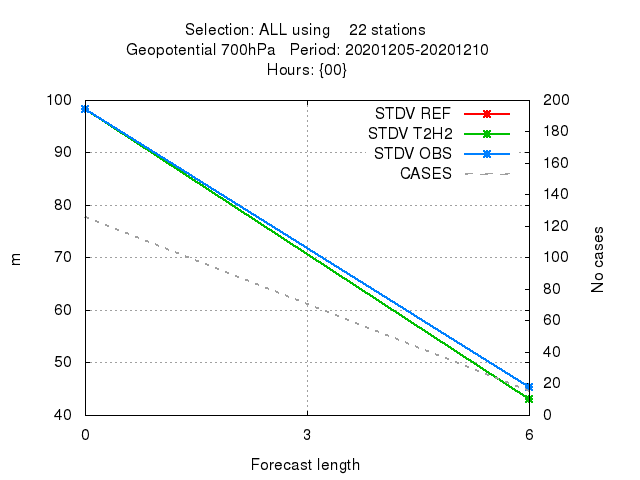 Selection: ALL using    22 stations
Geopotential 700hPa   Period: 20201205-20201210
Hours: {00}
100
90
80
70
60
50
40
m
200
180
160
140
120
100
80
60
40
20
0
No cases
STDV REF
STDV T2H2
STDV OBS
CASES
0
3
6
Forecast length